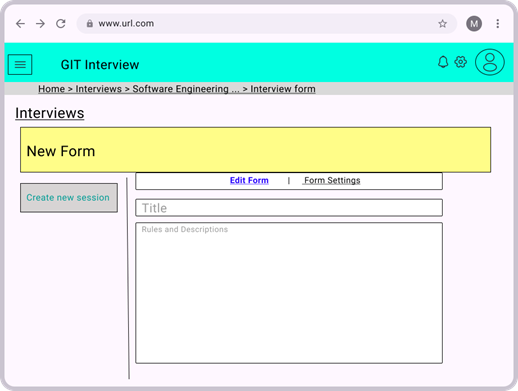 www.url.com
M
GIT Interview
Home > Interviews > Software Engineering ... > Interview form
Interviews
New Form
Edit Form | Form Settings
Create new session
Title
Rules and Descriptions